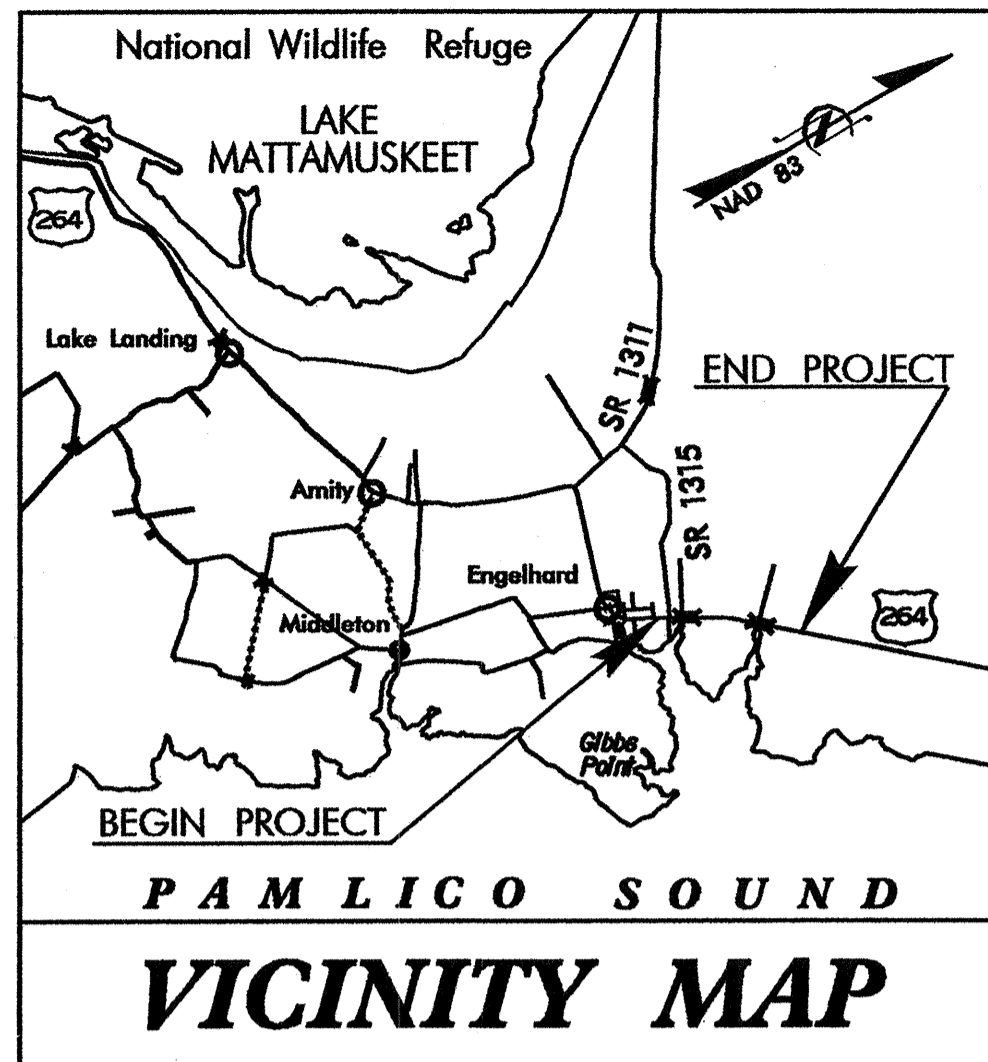 National Wildlife Refuge
LAKE
MATTAMUSKEET
NAD 83
264
Lake Landing
SR 1311
END PROJECT
Amity
SR 1315
Engelhard
Middleton
264
Gibbs
Point
BEGIN PROJECT
PAMLICO SOUND
VICINITY MAP